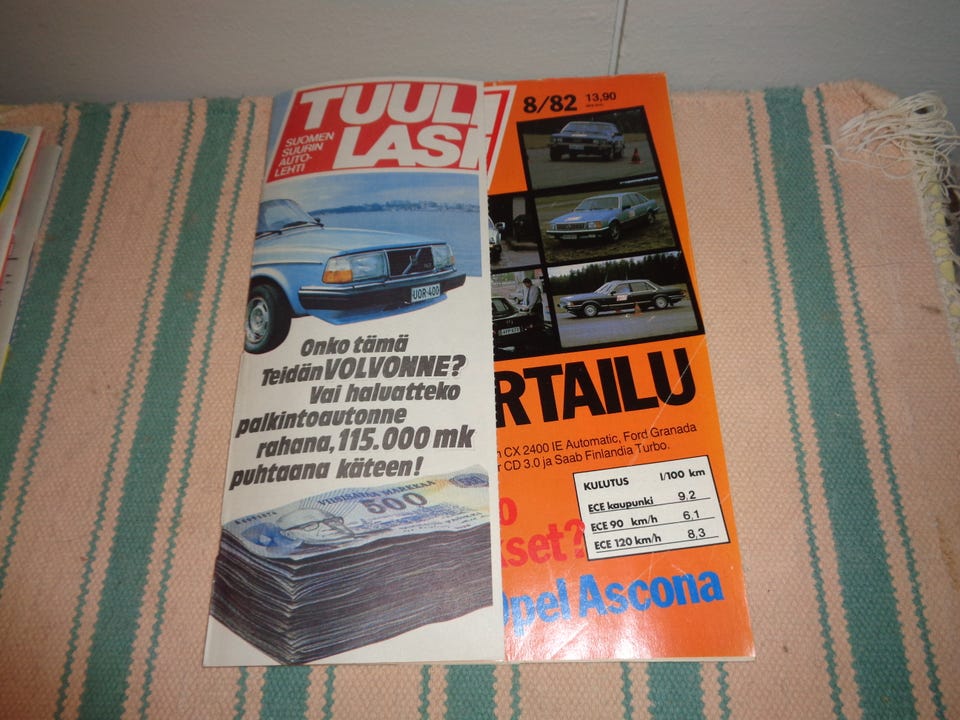 TUULI
LASI
SUOMEN
SUURIN
AUTO-
LEHTI
UOR-400
Onko tämä
Teidän VOLVONNE?
Vai haluatteko
palkintoautonne
rahana, 115.000 mk
puhtaana käteen!
VIISISATAA MARKKAA
500
8/82 13,90
RTAILU
n CX 2400 IE Automatic, Ford Granada
r CD 3.0 ja Saab Finlandia Turbo.
KULUTUS l/100 km
ECE kaupunki 9,2
ECE 90 km/h 6,1
ECE 120 km/h 8,3
o
set?
Opel Ascona